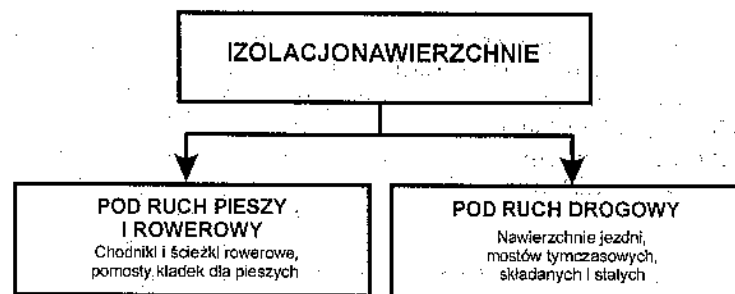 IZOLACJONAWIERZCHNIE
POD RUCH PIESZY
I ROWEROWY
Chodniki i ścieżki rowerowe,
pomosty kładek dla pieszych
POD RUCH DROGOWY
Nawierzchnie jezdni,
mostów tymczasowych,
składanych i stałych